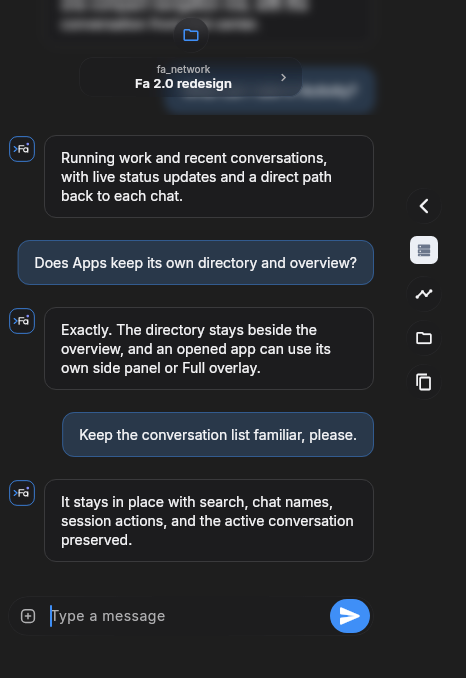 fa_network
Fa 2.0 redesign
>Fa
Running work and recent conversations,
with live status updates and a direct path
back to each chat.
Does Apps keep its own directory and overview?
>Fa
Exactly. The directory stays beside the
overview, and an opened app can use its
own side panel or Full overlay.
Keep the conversation list familiar, please.
>Fa
It stays in place with search, chat names,
session actions, and the active conversation
preserved.
Type a message